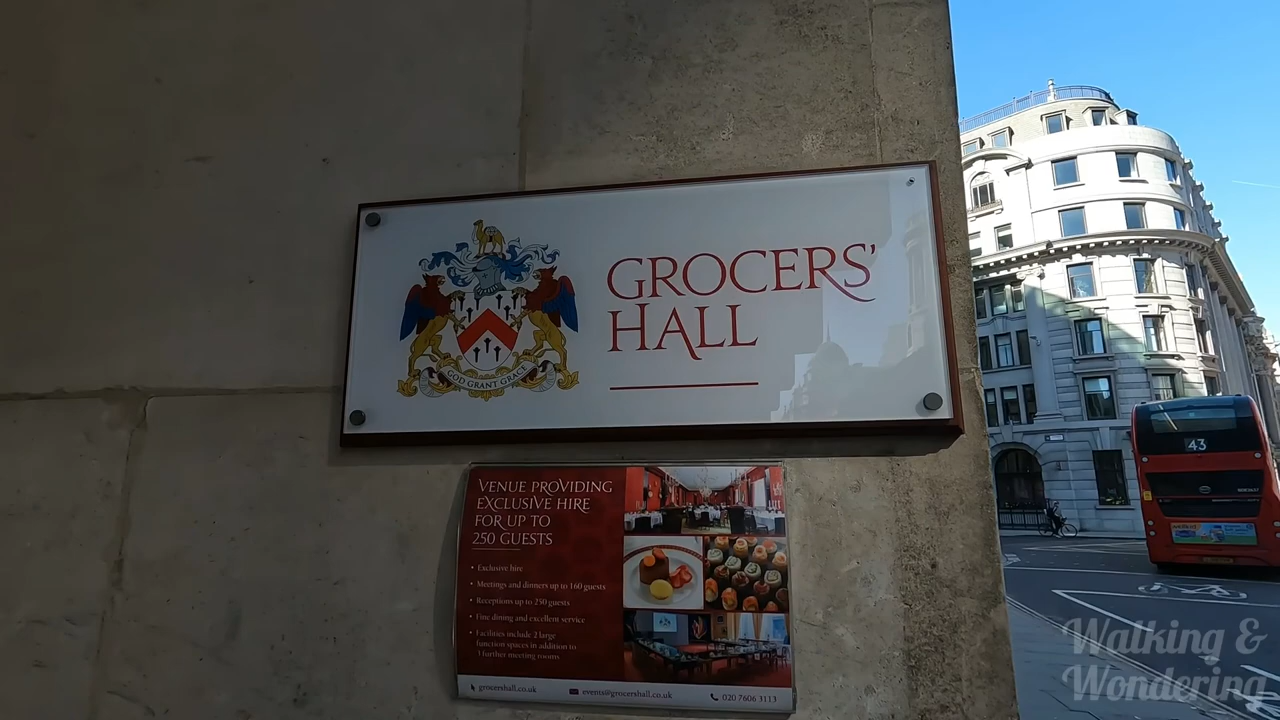 GROCERS'
HALL
GOD GRANT GRACE
VENUE PROVIDING
EXCLUSIVE HIRE
FOR UP TO
250 GUESTS
• Exclusive hire
• Meetings and dinners up to 160 guests
• Receptions up to 250 guests
• Fine dining and excellent service
• Facilities include 2 large
function spaces in addition to
3 further meeting rooms
grocershall.co.uk
events@grocershall.co.uk
020 7606 3113
43
Walking &
Wondering